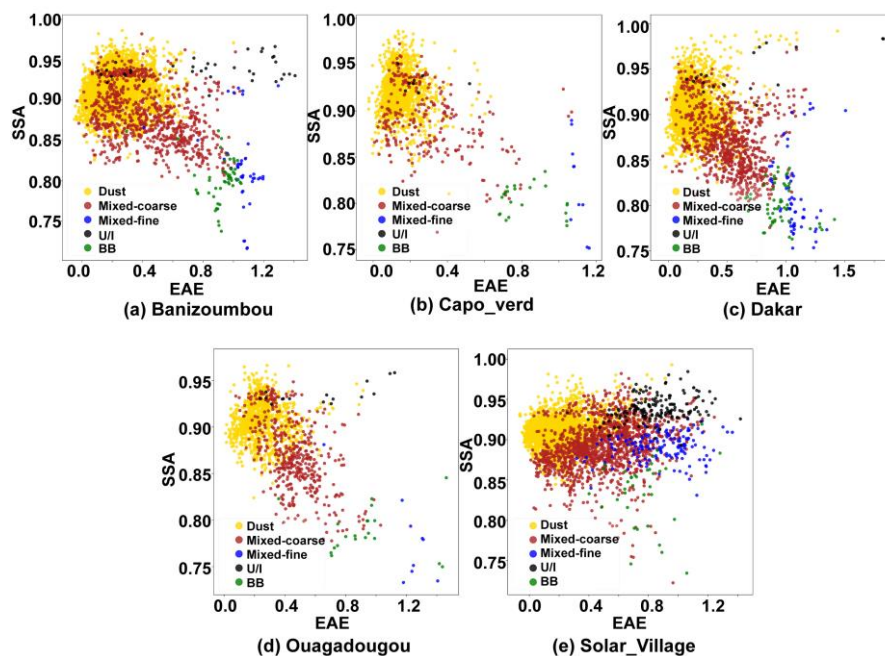 1.00
0.95
0.90
0.85
0.80
0.75
SSA
Dust
Mixed-coarse
Mixed-fine
U/I
BB
0.0 0.4 0.8 1.2
EAE
(a) Banizoumbou
1.00
0.95
0.90
0.85
0.80
0.75
SSA
Dust
Mixed-coarse
Mixed-fine
U/I
BB
0.0 0.2 0.4 0.6 0.8 1.0 1.2
EAE
(b) Capo_verd
1.00
0.95
0.90
0.85
0.80
0.75
SSA
Dust
Mixed-coarse
Mixed-fine
U/I
BB
0.0 0.5 1.0 1.5
EAE
(c) Dakar
0.95
0.90
0.85
0.80
0.75
SSA
Dust
Mixed-coarse
Mixed-fine
U/I
BB
0.0 0.4 0.8 1.2
EAE
(d) Ouagadougou
1.00
0.95
0.90
0.85
0.80
0.75
SSA
Dust
Mixed-coarse
Mixed-fine
U/I
BB
0.0 0.4 0.8 1.2
EAE
(e) Solar_Village